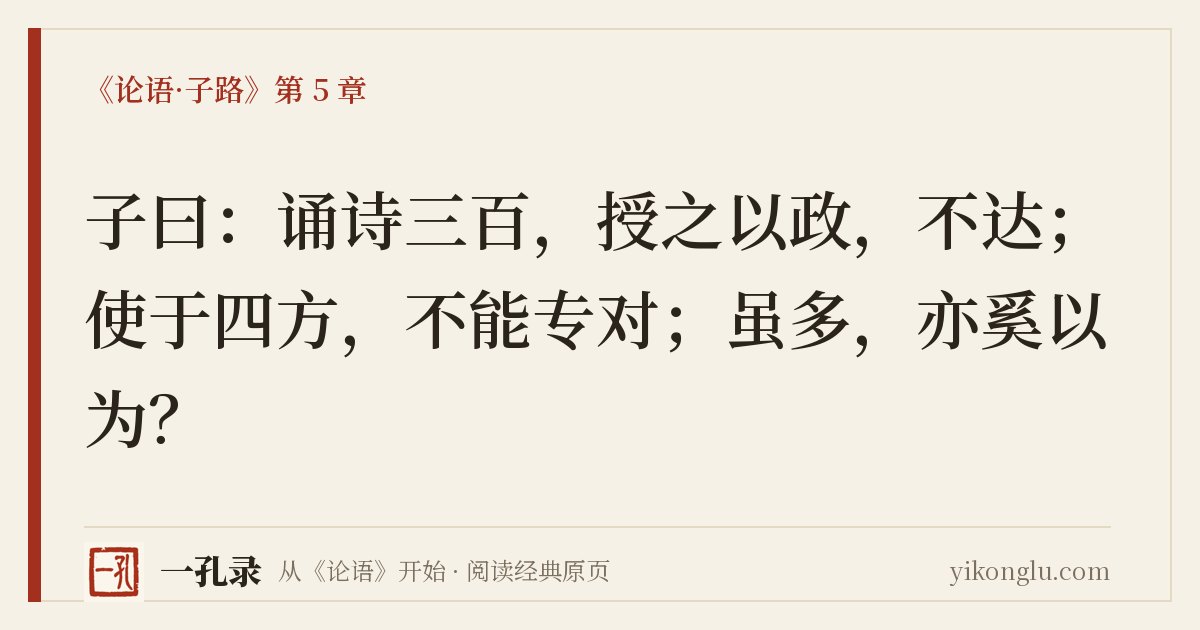 《论语·子路》第 5 章
子曰：诵诗三百，授之以政，不达；
使于四方，不能专对；虽多，亦奚以
为？
一孔
一孔录 从《论语》开始 · 阅读经典原页 yikonglu.com